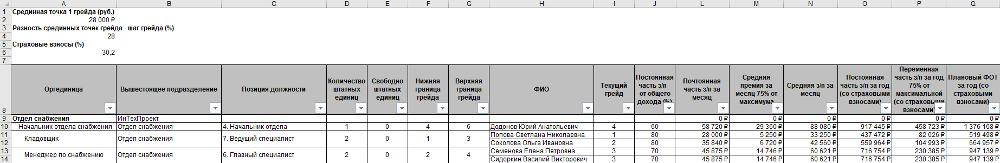 A B C D E F G H I J L M N O P Q
1 Срединная точка 1 грейда (руб.)
2 28 000 ₽
3 Разность срединных точек грейда - шаг грейда (%)
4 28
5 Страховые взносы (%)
6 30,2
7
8 Оргединица Вышестоящее подразделение Позиция должности Количество штатных единиц Свободно штатных единиц Нижняя граница грейда Верхняя граница грейда ФИО Текущий грейд Постоянная часть з/п от общего дохода (%) Почтоянная часть з/п за месяц Средняя премия за месяц 75% от максимума Средняя з/п за месяц Постоянная часть з/п за год (со страховыми взносами) Переменная часть з/п за год 75% от максимальной (со страховыми взносами) Плановый ФОТ за год (со страховыми взносами)
9 Отдел снабжения ИнТехПроект 0 ₽ 0 ₽ 0 ₽ 0 ₽ 0 ₽ 0 ₽
10 Начальник отдела снабжения Отдел снабжения 4. Начальник отдела 1 0 4 6 Додонов Юрий Анатольевич 4 60 58 720 ₽ 29 360 ₽ 88 080 ₽ 917 445 ₽ 458 723 ₽ 1 376 168 ₽
11 Кладовщик Отдел снабжения 7. Ведущий специалист 2 0 1 3 Попова Светлана Николаевна 1 80 28 000 ₽ 5 250 ₽ 33 250 ₽ 437 472 ₽ 82 026 ₽ 519 498 ₽
12 Соколова Ольга Ивановна 2 80 35 840 ₽ 6 720 ₽ 42 560 ₽ 559 964 ₽ 104 993 ₽ 664 957 ₽
13 Менеджер по снабжению Отдел снабжения 6. Главный специалист 2 0 2 4 Семенова Елена Петровна 3 70 45 875 ₽ 14 746 ₽ 60 621 ₽ 716 754 ₽ 230 385 ₽ 947 139 ₽
14 Сидоркин Василий Викторович 3 70 45 875 ₽ 14 746 ₽ 60 621 ₽ 716 754 ₽ 230 385 ₽ 947 139 ₽